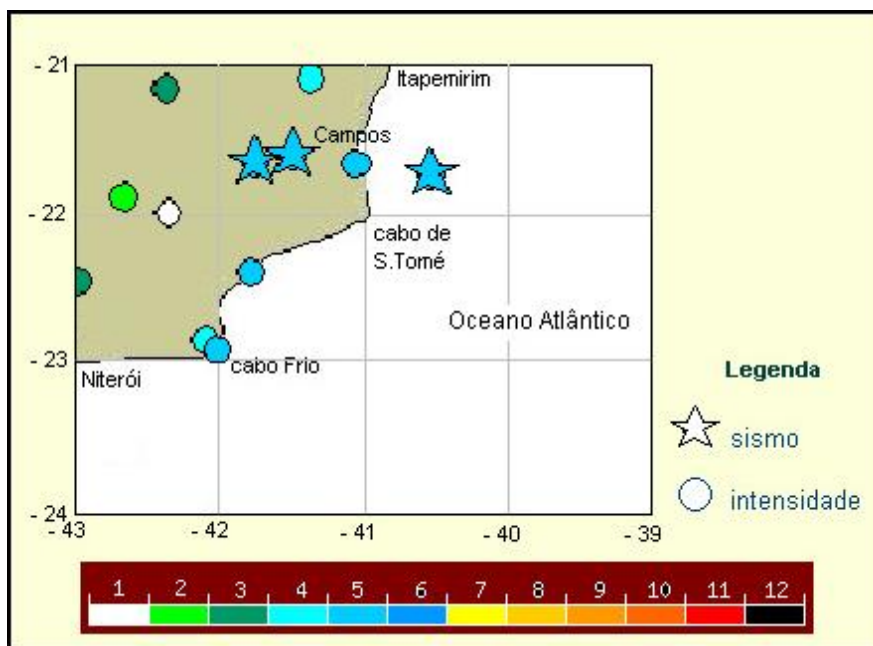 - 21
Itapemirim
Campos
- 22
cabo de
S.Tomé
Oceano Atlântico
- 23
Niterói
cabo Frio
Legenda
sismo
intensidade
- 24
- 43
- 42
- 41
- 40
- 39
1 2 3 4 5 6 7 8 9 10 11 12